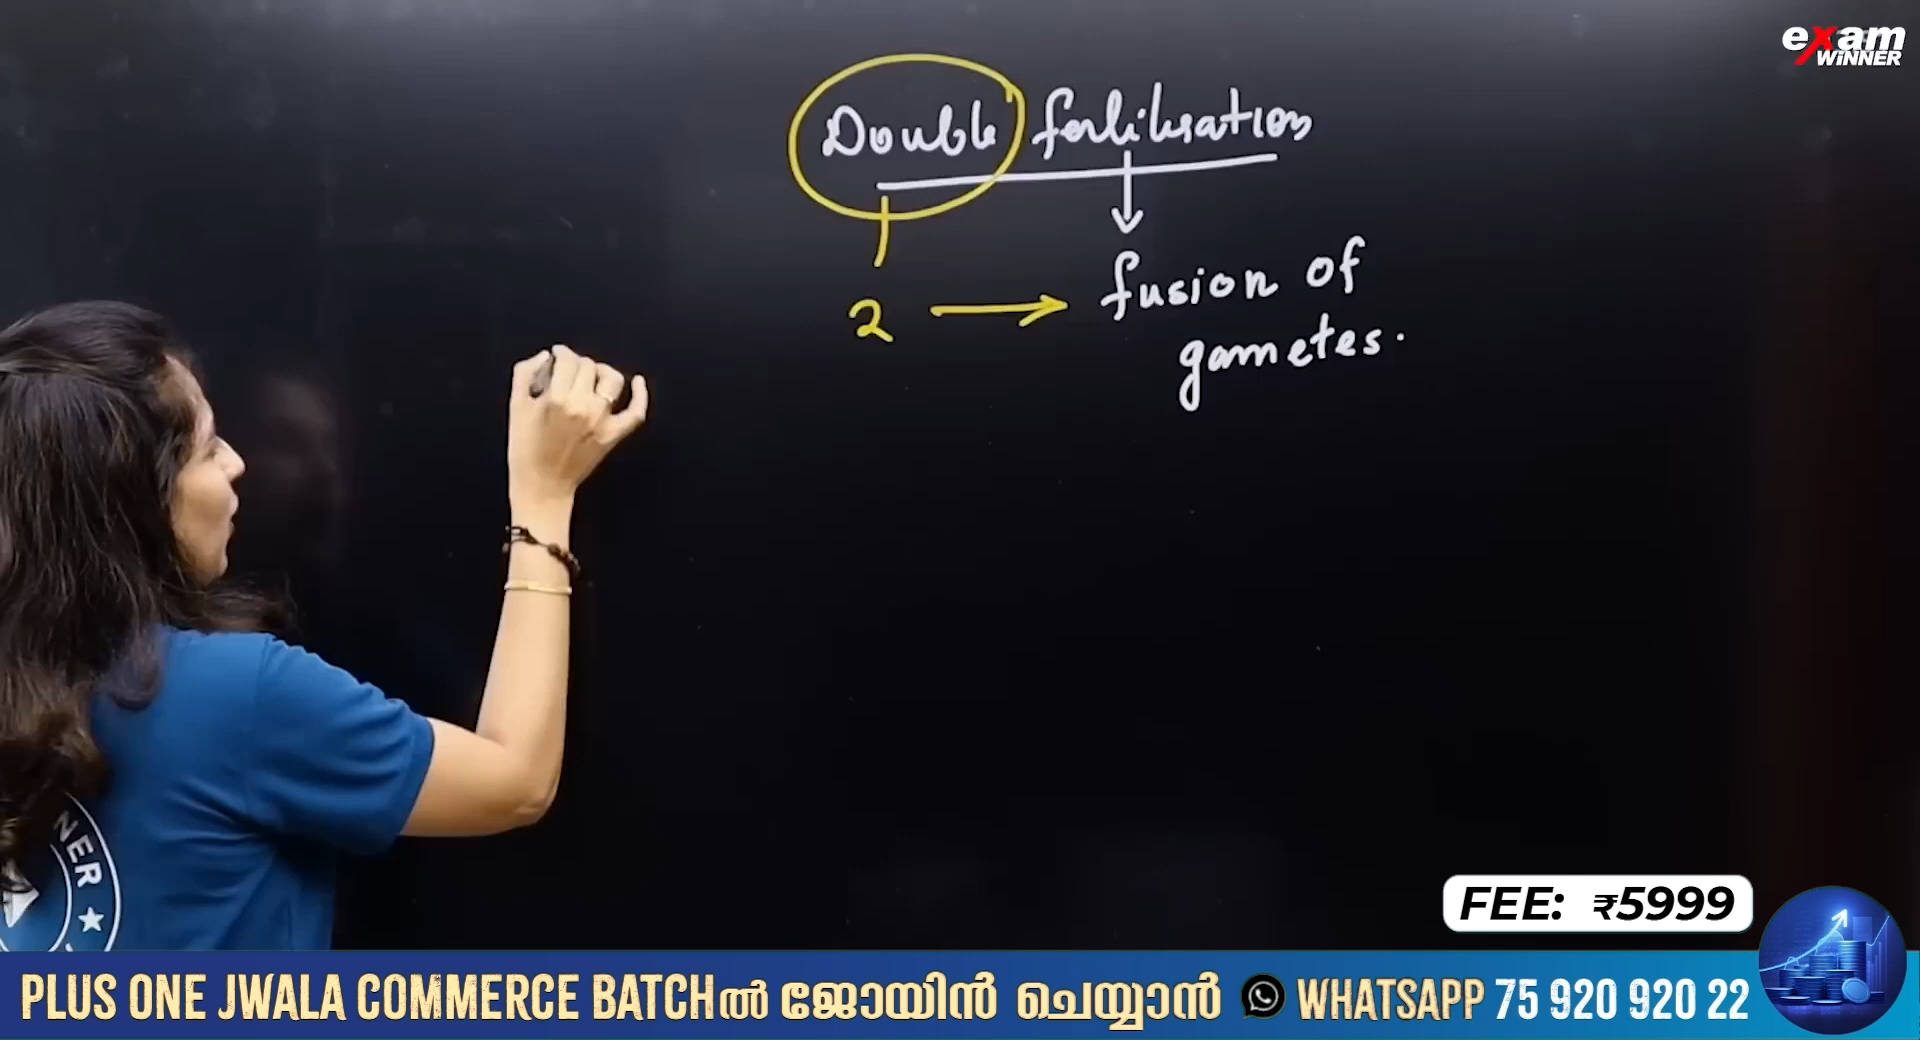 exam
WINNER
Double fertilisation
2 → fusion of
gametes.
NER ★
FEE: ₹5999
PLUS ONE JWALA COMMERCE BATCHൽ ജോയിൻ ചെയ്യാൻ WHATSAPP 75 920 920 22